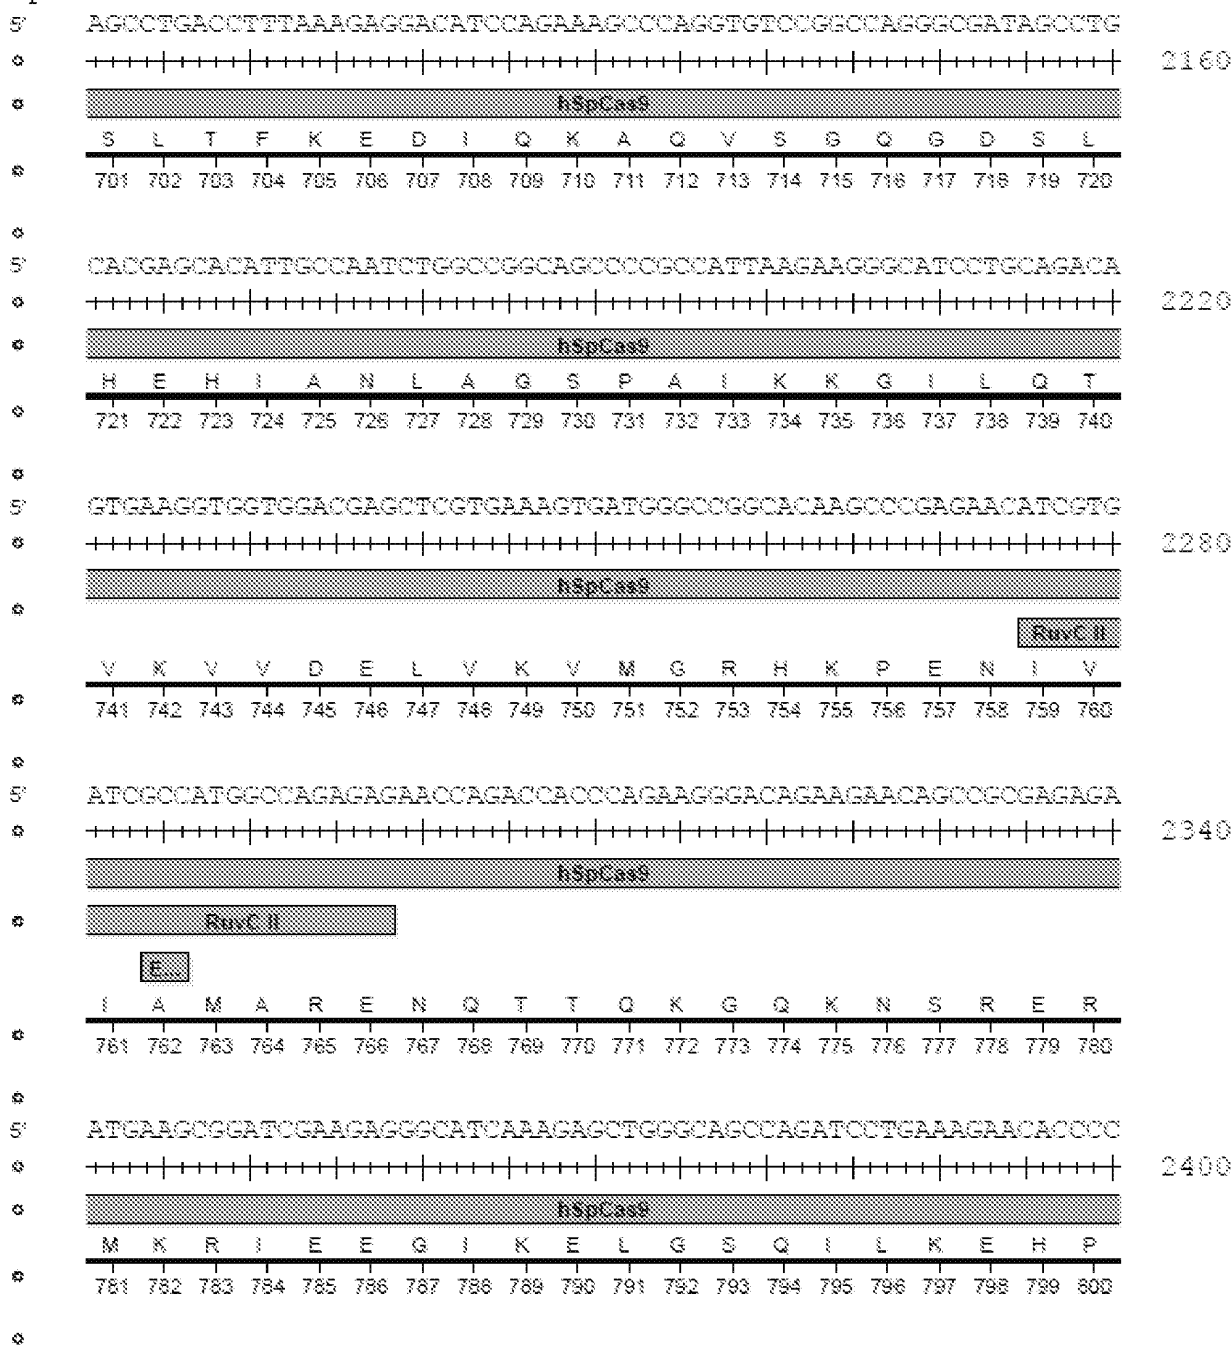 5' AGCCTGACCTTTAAAGAGGACATCCAGAAAGCCCAGGTGTCCGGCCAGGGCGATAGCCTG
2160
hSpCas9
S L T F K E D I Q K A Q V S G Q G D S L
701 702 703 704 705 706 707 708 709 710 711 712 713 714 715 716 717 718 719 720
5' CACGAGCACATTGCCAATCTGGCCGGCAGCCCCGCCATTAAGAAGGGCATCCTGCAGACA
2220
hSpCas9
H E H I A N L A G S P A I K K G I L Q T
721 722 723 724 725 726 727 728 729 730 731 732 733 734 735 736 737 738 739 740
5' GTGAAGGTGGTGGACGAGCTCGTGAAAGTGATGGGCCGGCACAAGCCCGAGAACATCGTG
2280
hSpCas9
RuvC II
V K V V D E L V K V M G R H K P E N I V
741 742 743 744 745 746 747 748 749 750 751 752 753 754 755 756 757 758 759 760
5' ATCGCCATGGCCAGAGAGAACCAGACCACCCAGAAGGGACAGAAGAACAGCCGCGAGAGA
2340
hSpCas9
RuvC II
E...
I A M A R E N Q T T Q K G Q K N S R E R
761 762 763 764 765 766 767 768 769 770 771 772 773 774 775 776 777 778 779 780
5' ATGAAGCGGATCGAAGAGGGCATCAAAGAGCTGGGCAGCCAGATCCTGAAAGAACACCCC
2400
hSpCas9
M K R I E E G I K E L G S Q I L K E H P
781 782 783 784 785 786 787 788 789 790 791 792 793 794 795 796 797 798 799 800